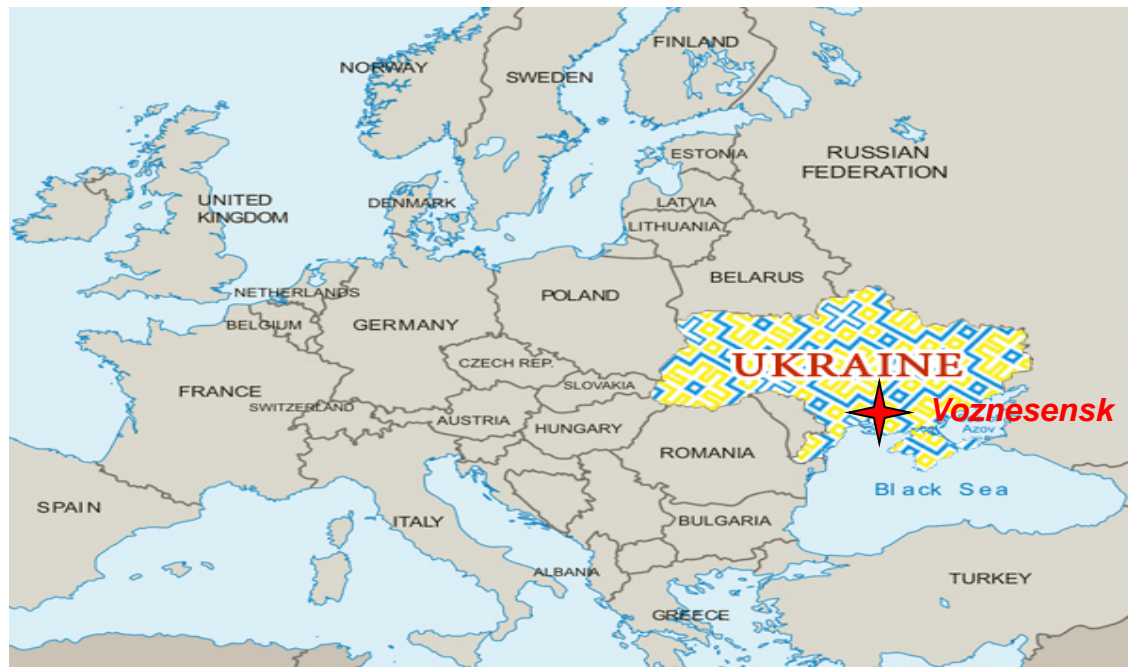 FINLAND
NORWAY
SWEDEN
ESTONIA
RUSSIAN
FEDERATION
LATVIA
UNITED
KINGDOM
DENMARK
LITHUANIA
BELARUS
NETHERLANDS
POLAND
BELGIUM
GERMANY
UKRAINE
CZECH REP.
SLOVAKIA
FRANCE
SWITZERLAND
AUSTRIA
HUNGARY
Voznesensk
Azov
ROMANIA
Black Sea
SPAIN
ITALY
BULGARIA
ALBANIA
TURKEY
GREECE